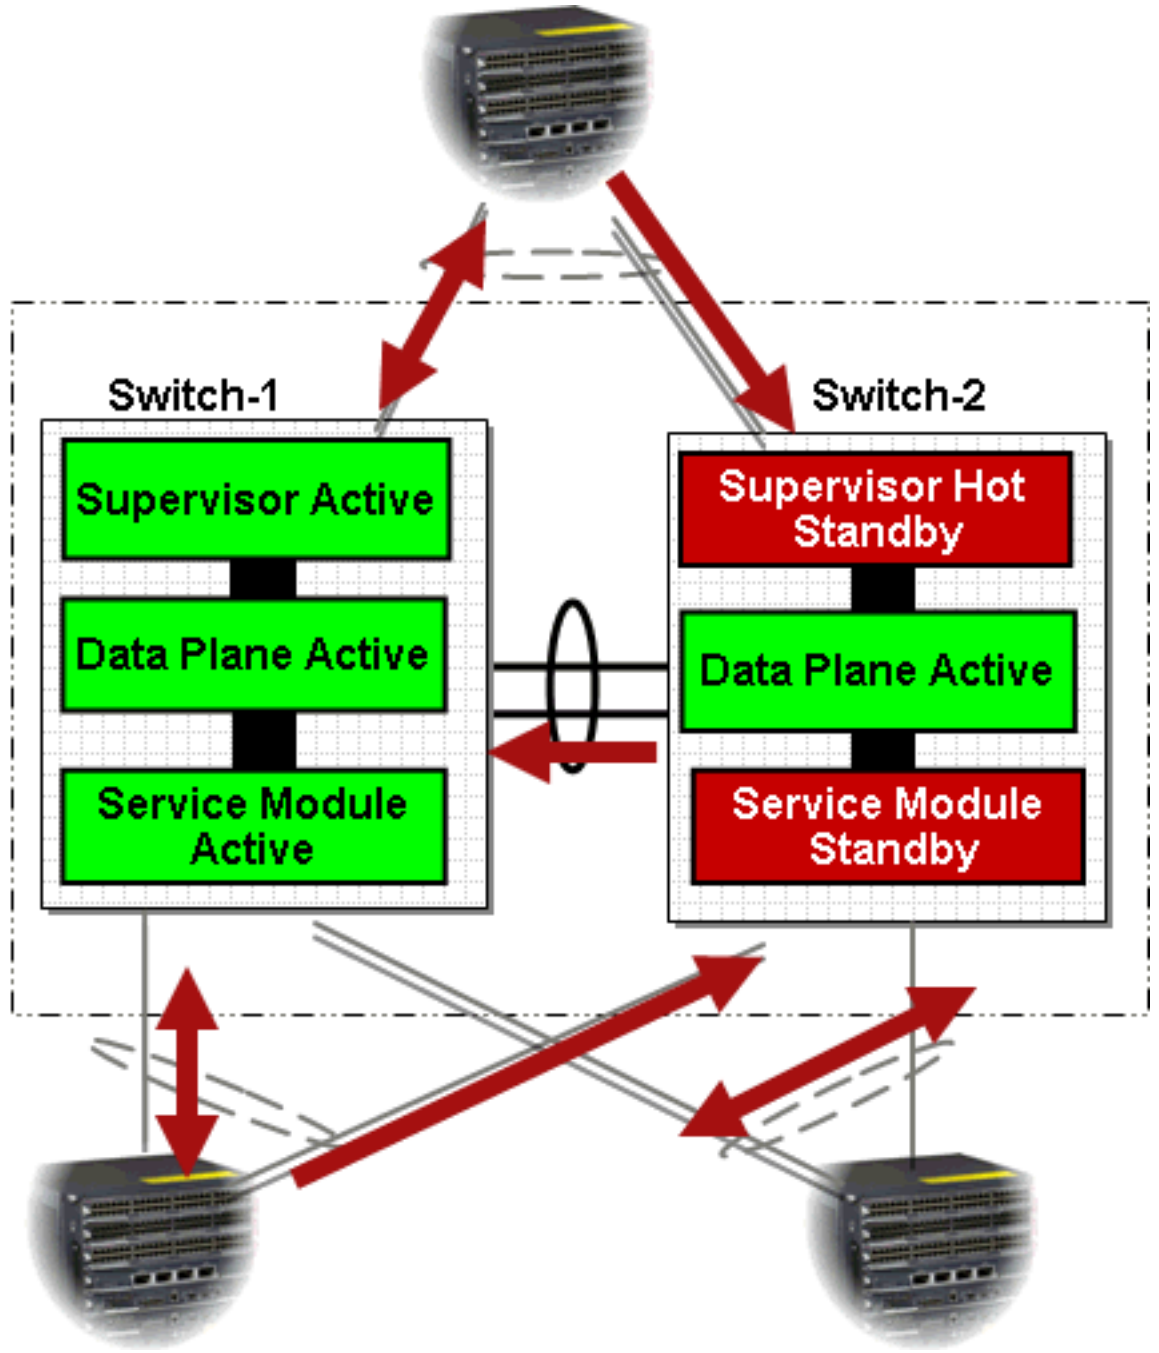 Switch-1
Supervisor Active
Data Plane Active
Service Module
Active
Switch-2
Supervisor Hot
Standby
Data Plane Active
Service Module
Standby